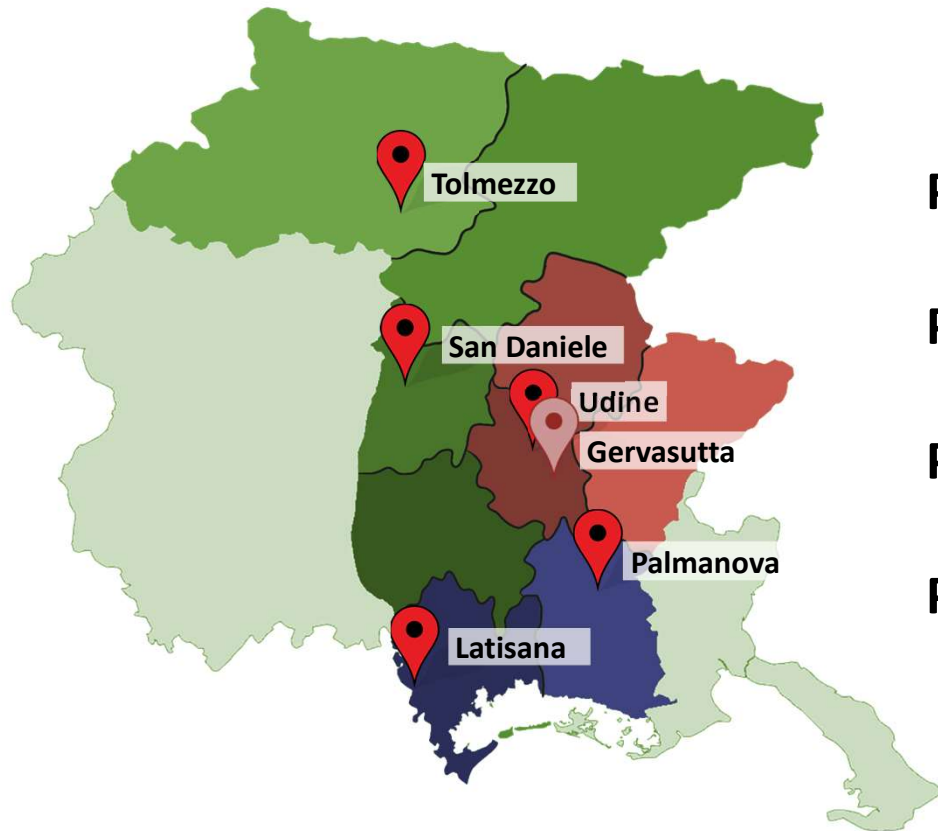 Tolmezzo
San Daniele
Udine
Gervasutta
Palmanova
Latisana